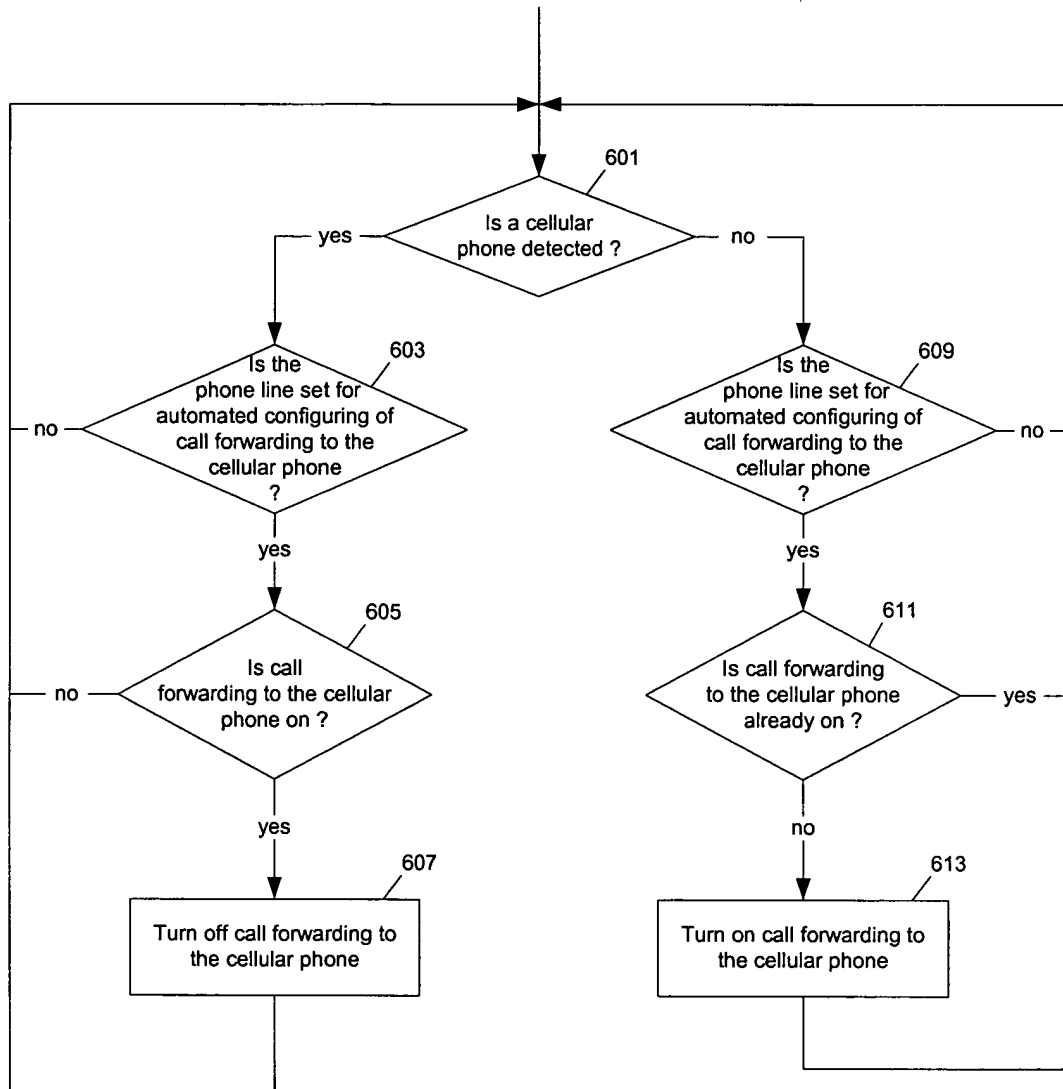 601
Is a cellular
phone detected ?
yes
no
603
Is the
phone line set for
automated configuring of
call forwarding to the
cellular phone
?
no
yes
609
Is the
phone line set for
automated configuring of
call forwarding to the
cellular phone
?
no
yes
605
Is call
forwarding to the cellular
phone on ?
no
yes
611
Is call forwarding
to the cellular phone
already on ?
yes
no
607
Turn off call forwarding to
the cellular phone
613
Turn on call forwarding to
the cellular phone